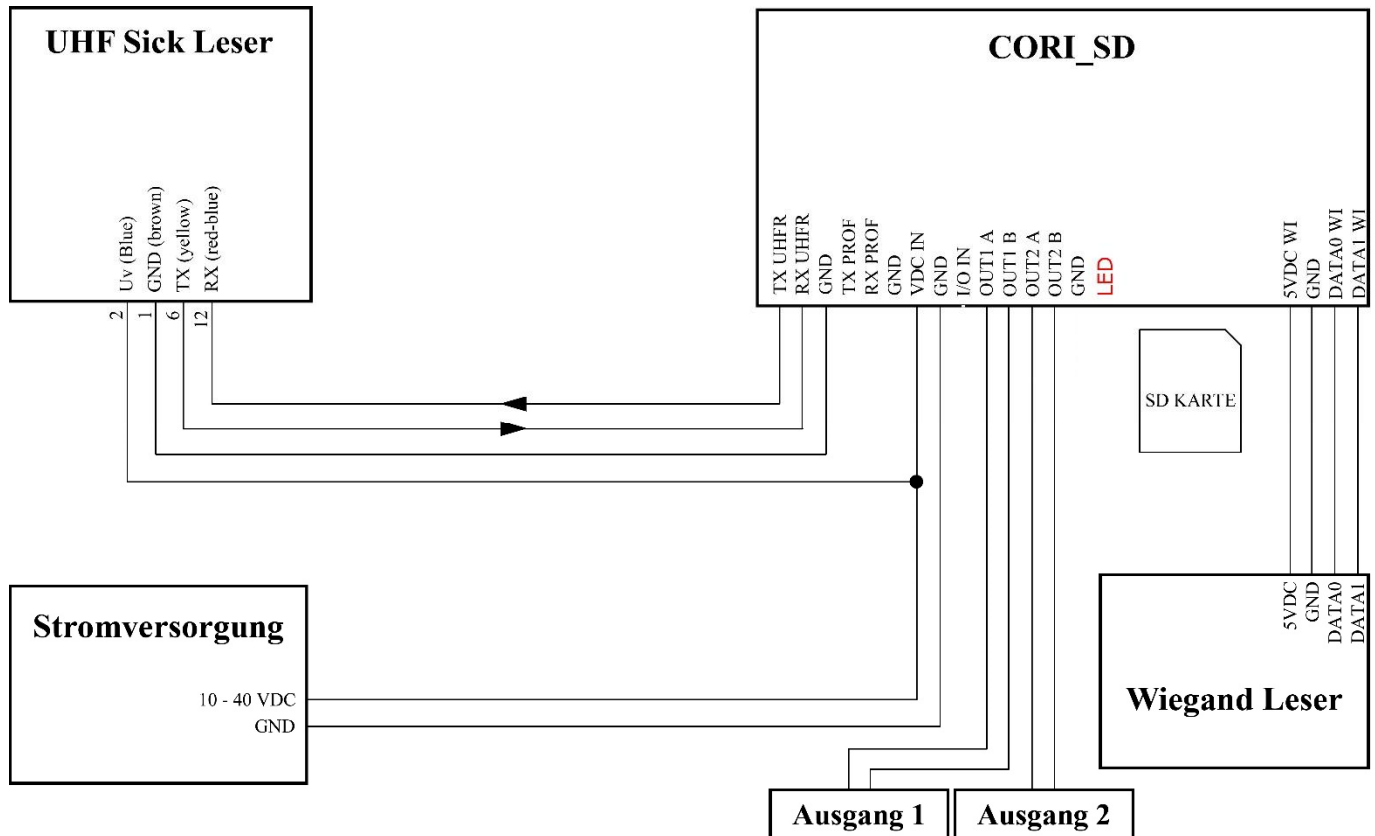 UHF Sick Leser
Uv (Blue)
GND (brown)
TX (yellow)
RX (red-blue)
2
1
6
12
CORI_SD
TX UHFR
RX UHFR
GND
TX PROF
RX PROF
GND
VDC IN
GND
I/O IN
OUT1 A
OUT1 B
OUT2 A
OUT2 B
GND
LED
5VDC WI
GND
DATA0 WI
DATA1 WI
SD KARTE
Stromversorgung
10 - 40 VDC
GND
5VDC
GND
DATA0
DATA1
Wiegand Leser
Ausgang 1
Ausgang 2